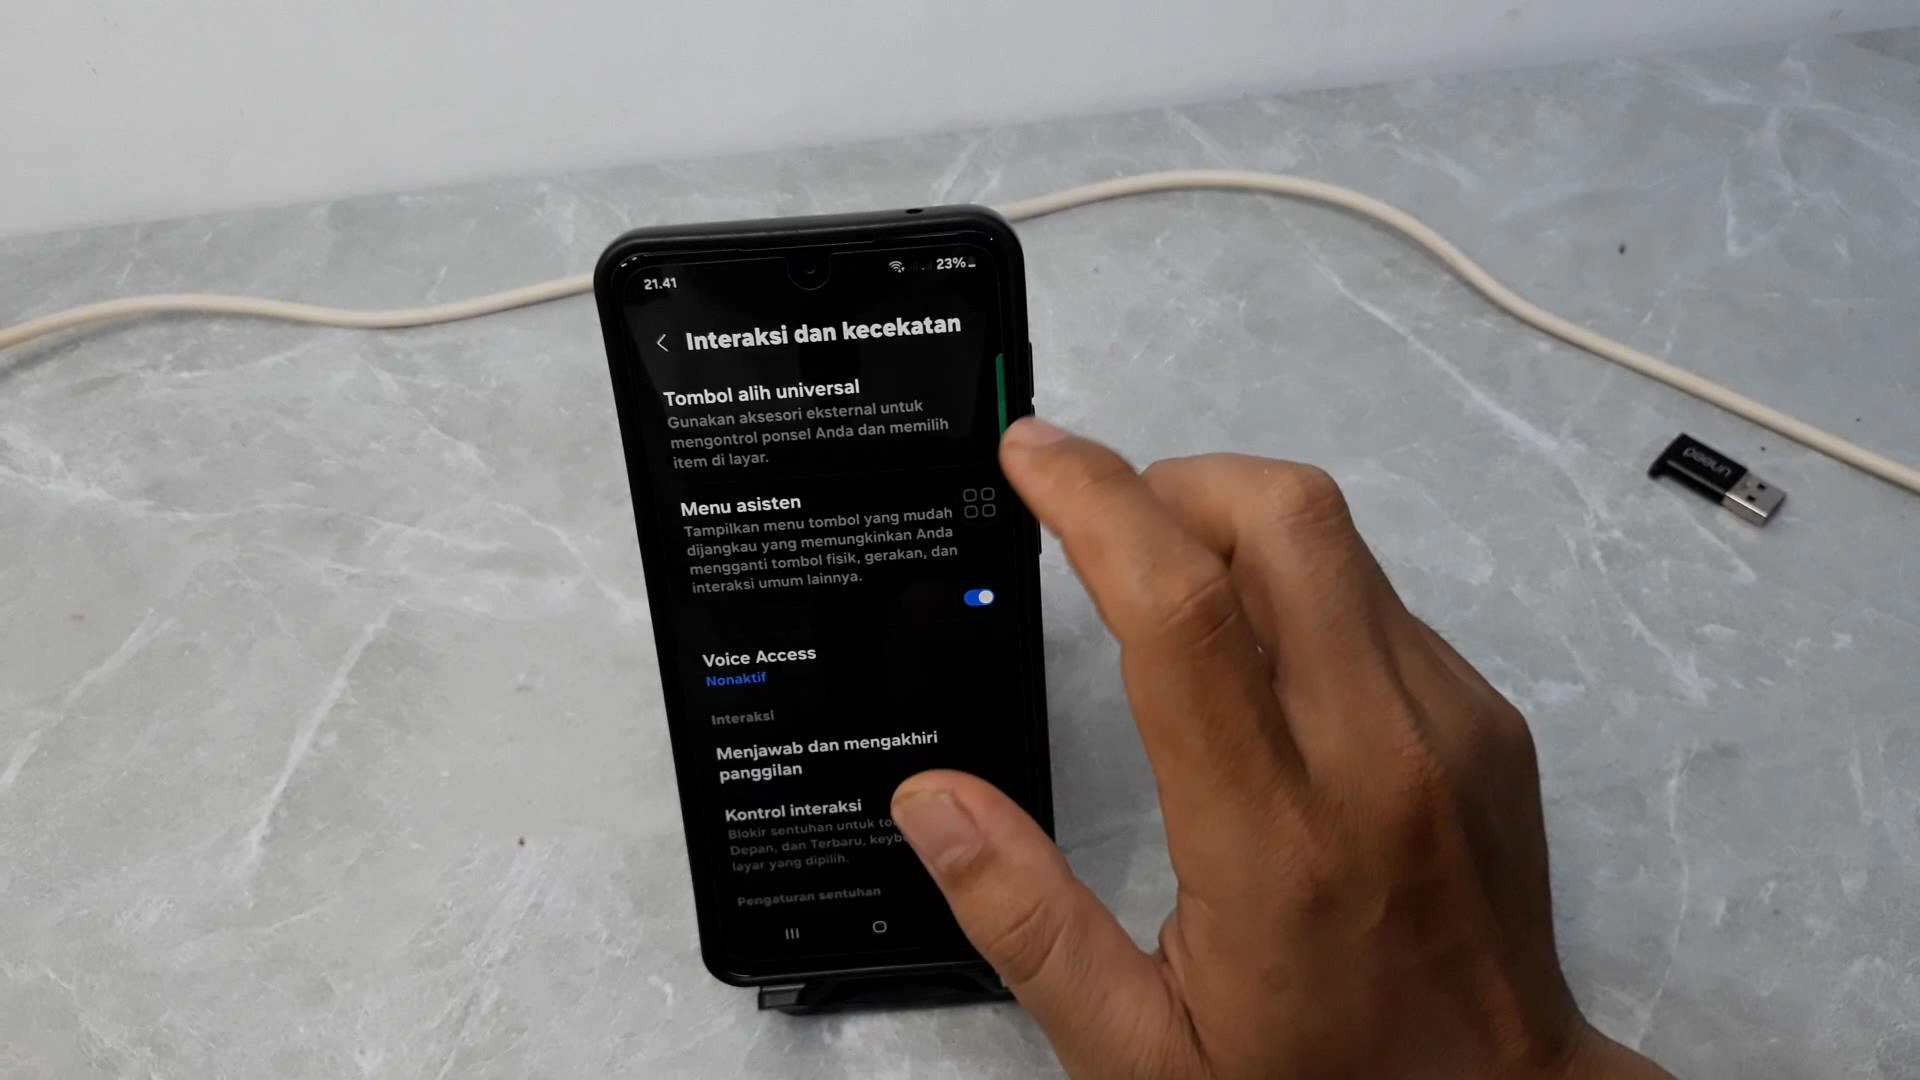 21.41
23%
Interaksi dan kecekatan
Tombol alih universal
Gunakan aksesori eksternal untuk
mengontrol ponsel Anda dan memilih
item di layar.
Menu asisten
Tampilkan menu tombol yang mudah
dijangkau yang memungkinkan Anda
mengganti tombol fisik, gerakan, dan
interaksi umum lainnya.
Voice Access
Nonaktif
Interaksi
Menjawab dan mengakhiri
panggilan
Kontrol interaksi
Blokir sentuhan untuk
Depan, dan Terbaru,
layar yang dipilih.
Pengaturan sentuhan